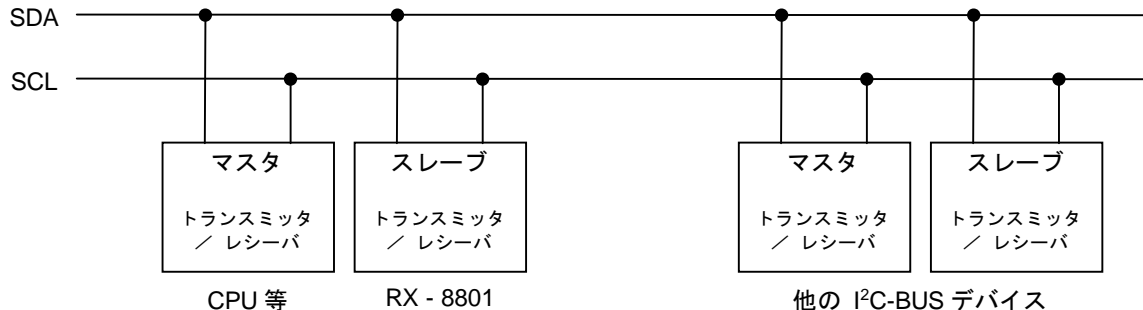 SDA
SCL
マスタ
トランスミッタ
／ レシーバ
CPU 等
スレーブ
トランスミッタ
／ レシーバ
RX - 8801
マスタ
トランスミッタ
／ レシーバ
スレーブ
トランスミッタ
／ レシーバ
他の I²C-BUS デバイス